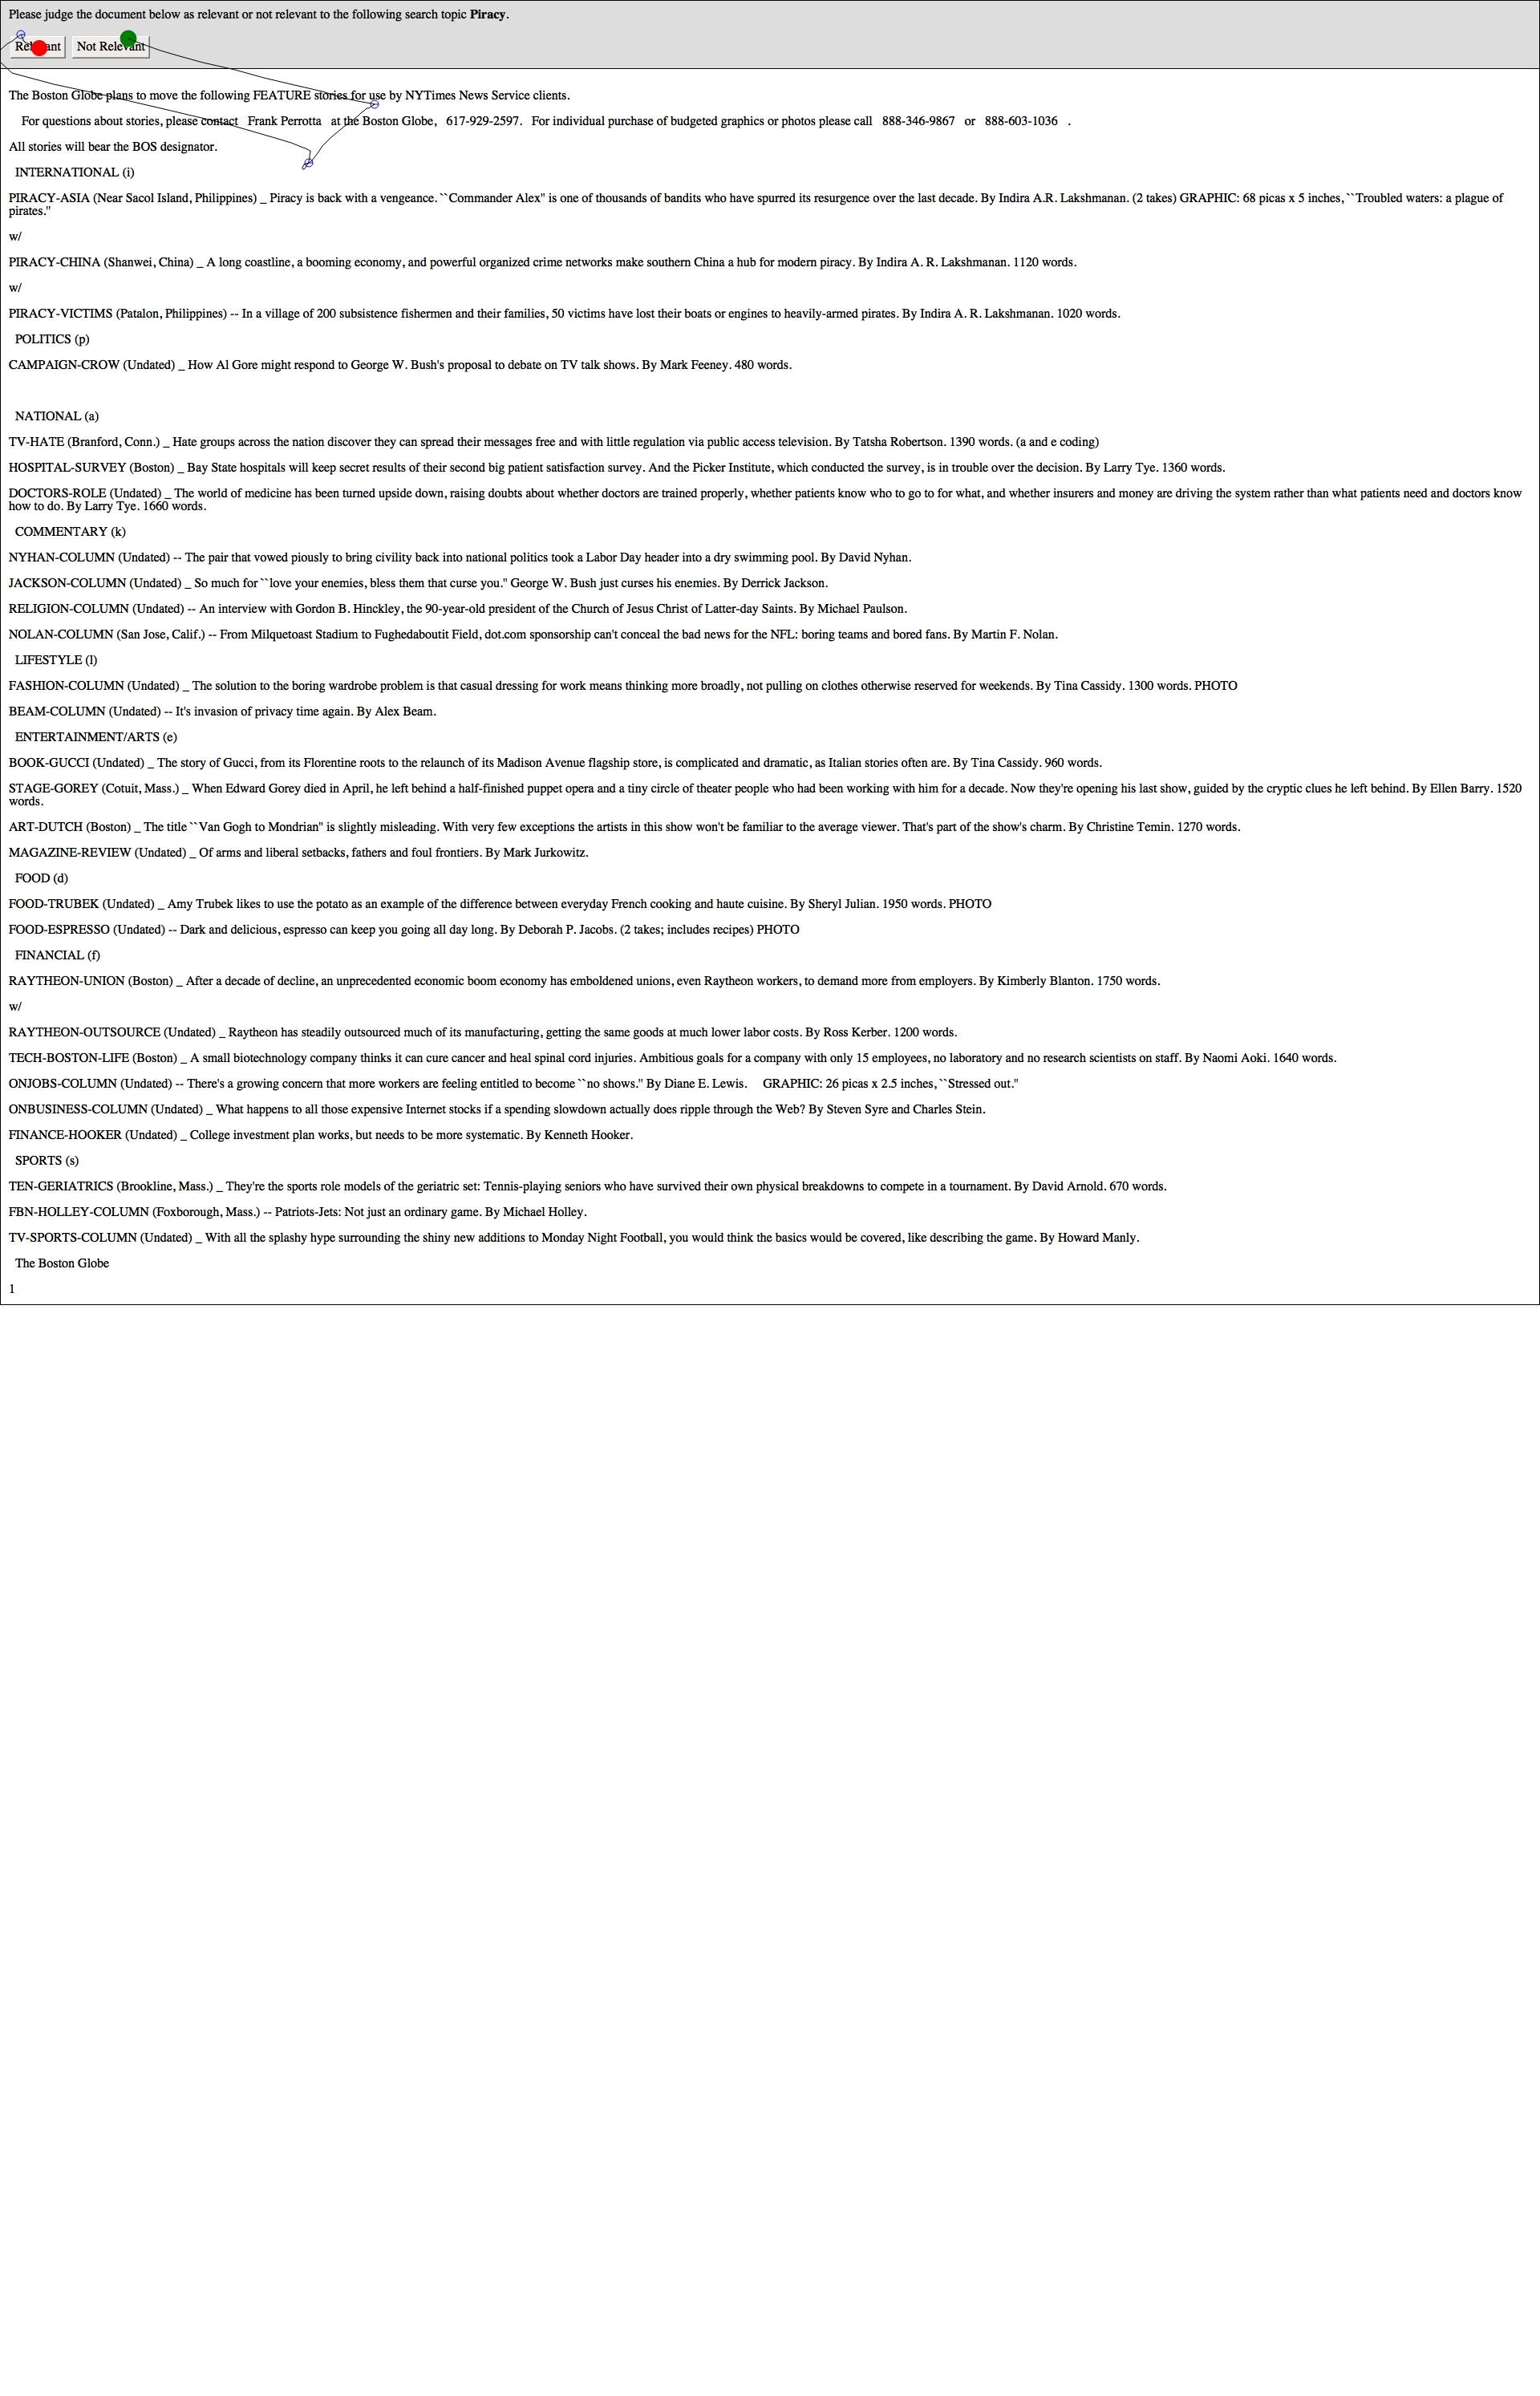 Please judge the document below as relevant or not relevant to the following search topic Piracy.
Relevant Not Relevant
The Boston Globe plans to move the following FEATURE stories for use by NYTimes News Service clients.
For questions about stories, please contact Frank Perrotta at the Boston Globe, 617-929-2597. For individual purchase of budgeted graphics or photos please call 888-346-9867 or 888-603-1036 .
All stories will bear the BOS designator.
INTERNATIONAL (i)
PIRACY-ASIA (Near Sacol Island, Philippines) _ Piracy is back with a vengeance. ``Commander Alex'' is one of thousands of bandits who have spurred its resurgence over the last decade. By Indira A.R. Lakshmanan. (2 takes) GRAPHIC: 68 picas x 5 inches, ``Troubled waters: a plague of
pirates.''
w/
PIRACY-CHINA (Shanwei, China) _ A long coastline, a booming economy, and powerful organized crime networks make southern China a hub for modern piracy. By Indira A. R. Lakshmanan. 1120 words.
w/
PIRACY-VICTIMS (Patalon, Philippines) -- In a village of 200 subsistence fishermen and their families, 50 victims have lost their boats or engines to heavily-armed pirates. By Indira A. R. Lakshmanan. 1020 words.
POLITICS (p)
CAMPAIGN-CROW (Undated) _ How Al Gore might respond to George W. Bush's proposal to debate on TV talk shows. By Mark Feeney. 480 words.
NATIONAL (a)
TV-HATE (Branford, Conn.) _ Hate groups across the nation discover they can spread their messages free and with little regulation via public access television. By Tatsha Robertson. 1390 words. (a and e coding)
HOSPITAL-SURVEY (Boston) _ Bay State hospitals will keep secret results of their second big patient satisfaction survey. And the Picker Institute, which conducted the survey, is in trouble over the decision. By Larry Tye. 1360 words.
DOCTORS-ROLE (Undated) _ The world of medicine has been turned upside down, raising doubts about whether doctors are trained properly, whether patients know who to go to for what, and whether insurers and money are driving the system rather than what patients need and doctors know
how to do. By Larry Tye. 1660 words.
COMMENTARY (k)
NYHAN-COLUMN (Undated) -- The pair that vowed piously to bring civility back into national politics took a Labor Day header into a dry swimming pool. By David Nyhan.
JACKSON-COLUMN (Undated) _ So much for ``love your enemies, bless them that curse you.'' George W. Bush just curses his enemies. By Derrick Jackson.
RELIGION-COLUMN (Undated) -- An interview with Gordon B. Hinckley, the 90-year-old president of the Church of Jesus Christ of Latter-day Saints. By Michael Paulson.
NOLAN-COLUMN (San Jose, Calif.) -- From Milquetoast Stadium to Fughedaboutit Field, dot.com sponsorship can't conceal the bad news for the NFL: boring teams and bored fans. By Martin F. Nolan.
LIFESTYLE (l)
FASHION-COLUMN (Undated) _ The solution to the boring wardrobe problem is that casual dressing for work means thinking more broadly, not pulling on clothes otherwise reserved for weekends. By Tina Cassidy. 1300 words. PHOTO
BEAM-COLUMN (Undated) -- It's invasion of privacy time again. By Alex Beam.
ENTERTAINMENT/ARTS (e)
BOOK-GUCCI (Undated) _ The story of Gucci, from its Florentine roots to the relaunch of its Madison Avenue flagship store, is complicated and dramatic, as Italian stories often are. By Tina Cassidy. 960 words.
STAGE-GOREY (Cotuit, Mass.) _ When Edward Gorey died in April, he left behind a half-finished puppet opera and a tiny circle of theater people who had been working with him for a decade. Now they're opening his last show, guided by the cryptic clues he left behind. By Ellen Barry. 1520
words.
ART-DUTCH (Boston) _ The title ``Van Gogh to Mondrian'' is slightly misleading. With very few exceptions the artists in this show won't be familiar to the average viewer. That's part of the show's charm. By Christine Temin. 1270 words.
MAGAZINE-REVIEW (Undated) _ Of arms and liberal setbacks, fathers and foul frontiers. By Mark Jurkowitz.
FOOD (d)
FOOD-TRUBEK (Undated) _ Amy Trubek likes to use the potato as an example of the difference between everyday French cooking and haute cuisine. By Sheryl Julian. 1950 words. PHOTO
FOOD-ESPRESSO (Undated) -- Dark and delicious, espresso can keep you going all day long. By Deborah P. Jacobs. (2 takes; includes recipes) PHOTO
FINANCIAL (f)
RAYTHEON-UNION (Boston) _ After a decade of decline, an unprecedented economic boom economy has emboldened unions, even Raytheon workers, to demand more from employers. By Kimberly Blanton. 1750 words.
w/
RAYTHEON-OUTSOURCE (Undated) _ Raytheon has steadily outsourced much of its manufacturing, getting the same goods at much lower labor costs. By Ross Kerber. 1200 words.
TECH-BOSTON-LIFE (Boston) _ A small biotechnology company thinks it can cure cancer and heal spinal cord injuries. Ambitious goals for a company with only 15 employees, no laboratory and no research scientists on staff. By Naomi Aoki. 1640 words.
ONJOBS-COLUMN (Undated) -- There's a growing concern that more workers are feeling entitled to become ``no shows.'' By Diane E. Lewis. GRAPHIC: 26 picas x 2.5 inches, ``Stressed out.''
ONBUSINESS-COLUMN (Undated) _ What happens to all those expensive Internet stocks if a spending slowdown actually does ripple through the Web? By Steven Syre and Charles Stein.
FINANCE-HOOKER (Undated) _ College investment plan works, but needs to be more systematic. By Kenneth Hooker.
SPORTS (s)
TEN-GERIATRICS (Brookline, Mass.) _ They're the sports role models of the geriatric set: Tennis-playing seniors who have survived their own physical breakdowns to compete in a tournament. By David Arnold. 670 words.
FBN-HOLLEY-COLUMN (Foxborough, Mass.) -- Patriots-Jets: Not just an ordinary game. By Michael Holley.
TV-SPORTS-COLUMN (Undated) _ With all the splashy hype surrounding the shiny new additions to Monday Night Football, you would think the basics would be covered, like describing the game. By Howard Manly.
The Boston Globe
1